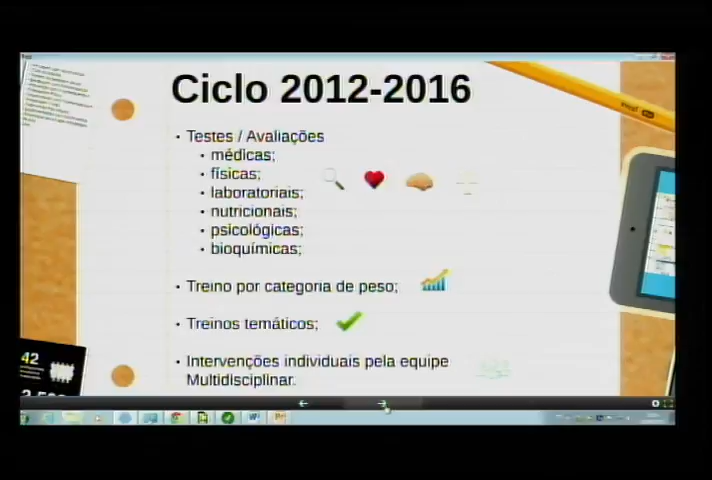 Ciclo 2012-2016
• Testes / Avaliações
• médicas;
• físicas;
• laboratoriais;
• nutricionais;
• psicológicas;
• bioquímicas;
• Treino por categoria de peso;
• Treinos temáticos;
• Intervenções individuais pela equipe
Multidisciplinar.
42